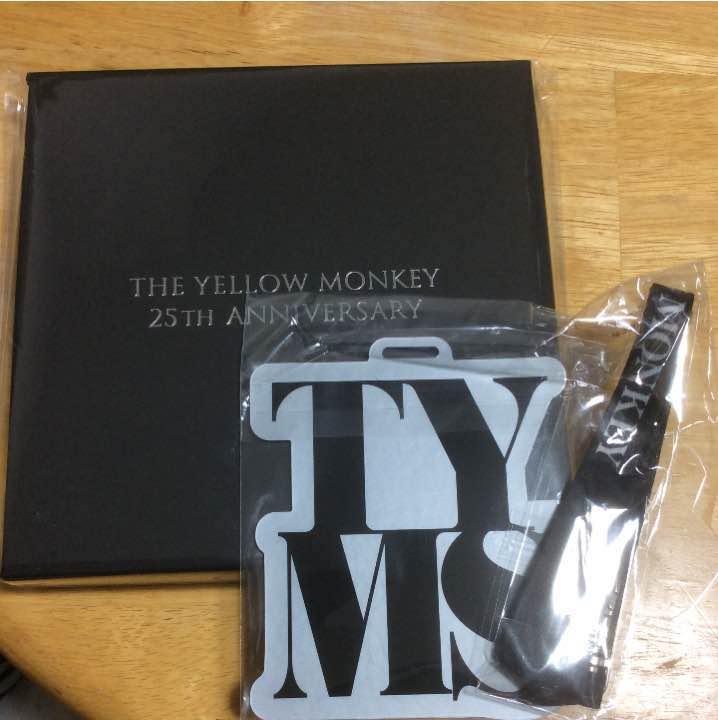 THE YELLOW MONKEY
25TH ANNIVERSARY
TY
MS
MONKEY